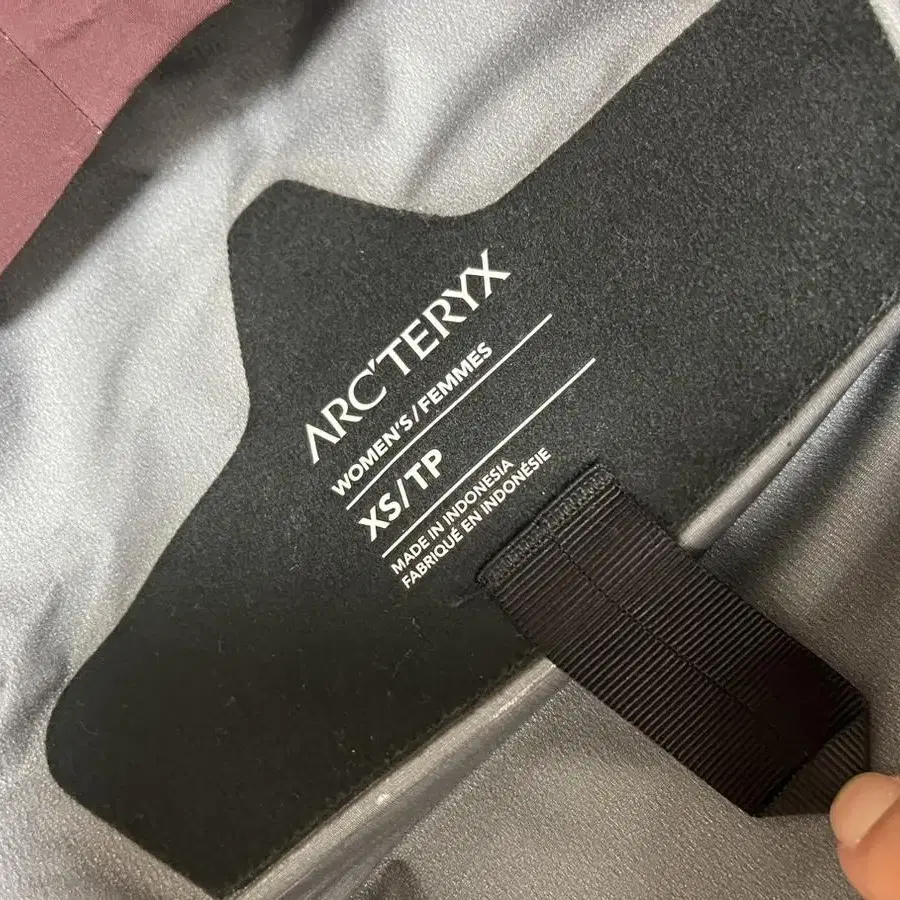 ARC'TERYX
WOMEN'S/FEMMES
XS/TP
MADE IN INDONESIA
FABRIQUÉ EN INDONÉSIE